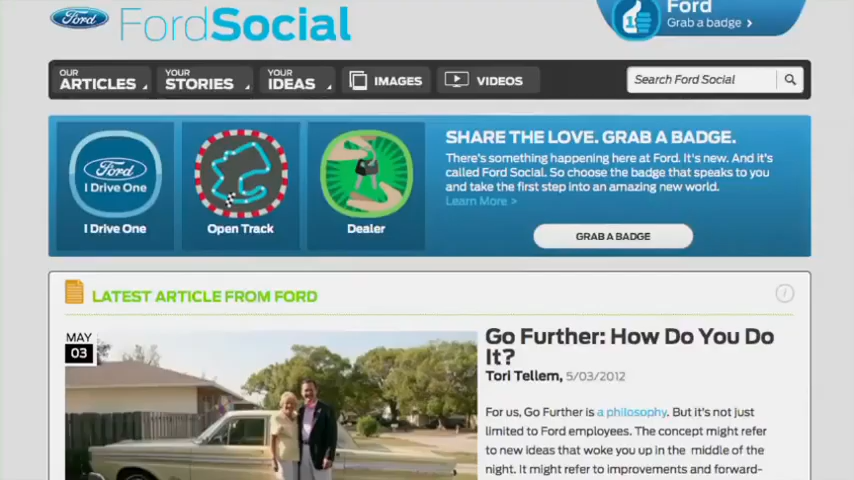 Ford
FordSocial
Ford
Grab a badge >
OUR
ARTICLES
YOUR
STORIES
YOUR
IDEAS
IMAGES
VIDEOS
Search Ford Social
Ford
I Drive One
I Drive One
Open Track
Dealer
SHARE THE LOVE. GRAB A BADGE.
There's something happening here at Ford. It's new. And it's
called Ford Social. So choose the badge that speaks to you
and take the first step into an amazing new world.
Learn More >
GRAB A BADGE
LATEST ARTICLE FROM FORD
i
MAY
03
Go Further: How Do You Do
It?
Tori Tellem, 5/03/2012
For us, Go Further is a philosophy. But it's not just
limited to Ford employees. The concept might refer
to new ideas that woke you up in the middle of the
night. It might refer to improvements and forward-